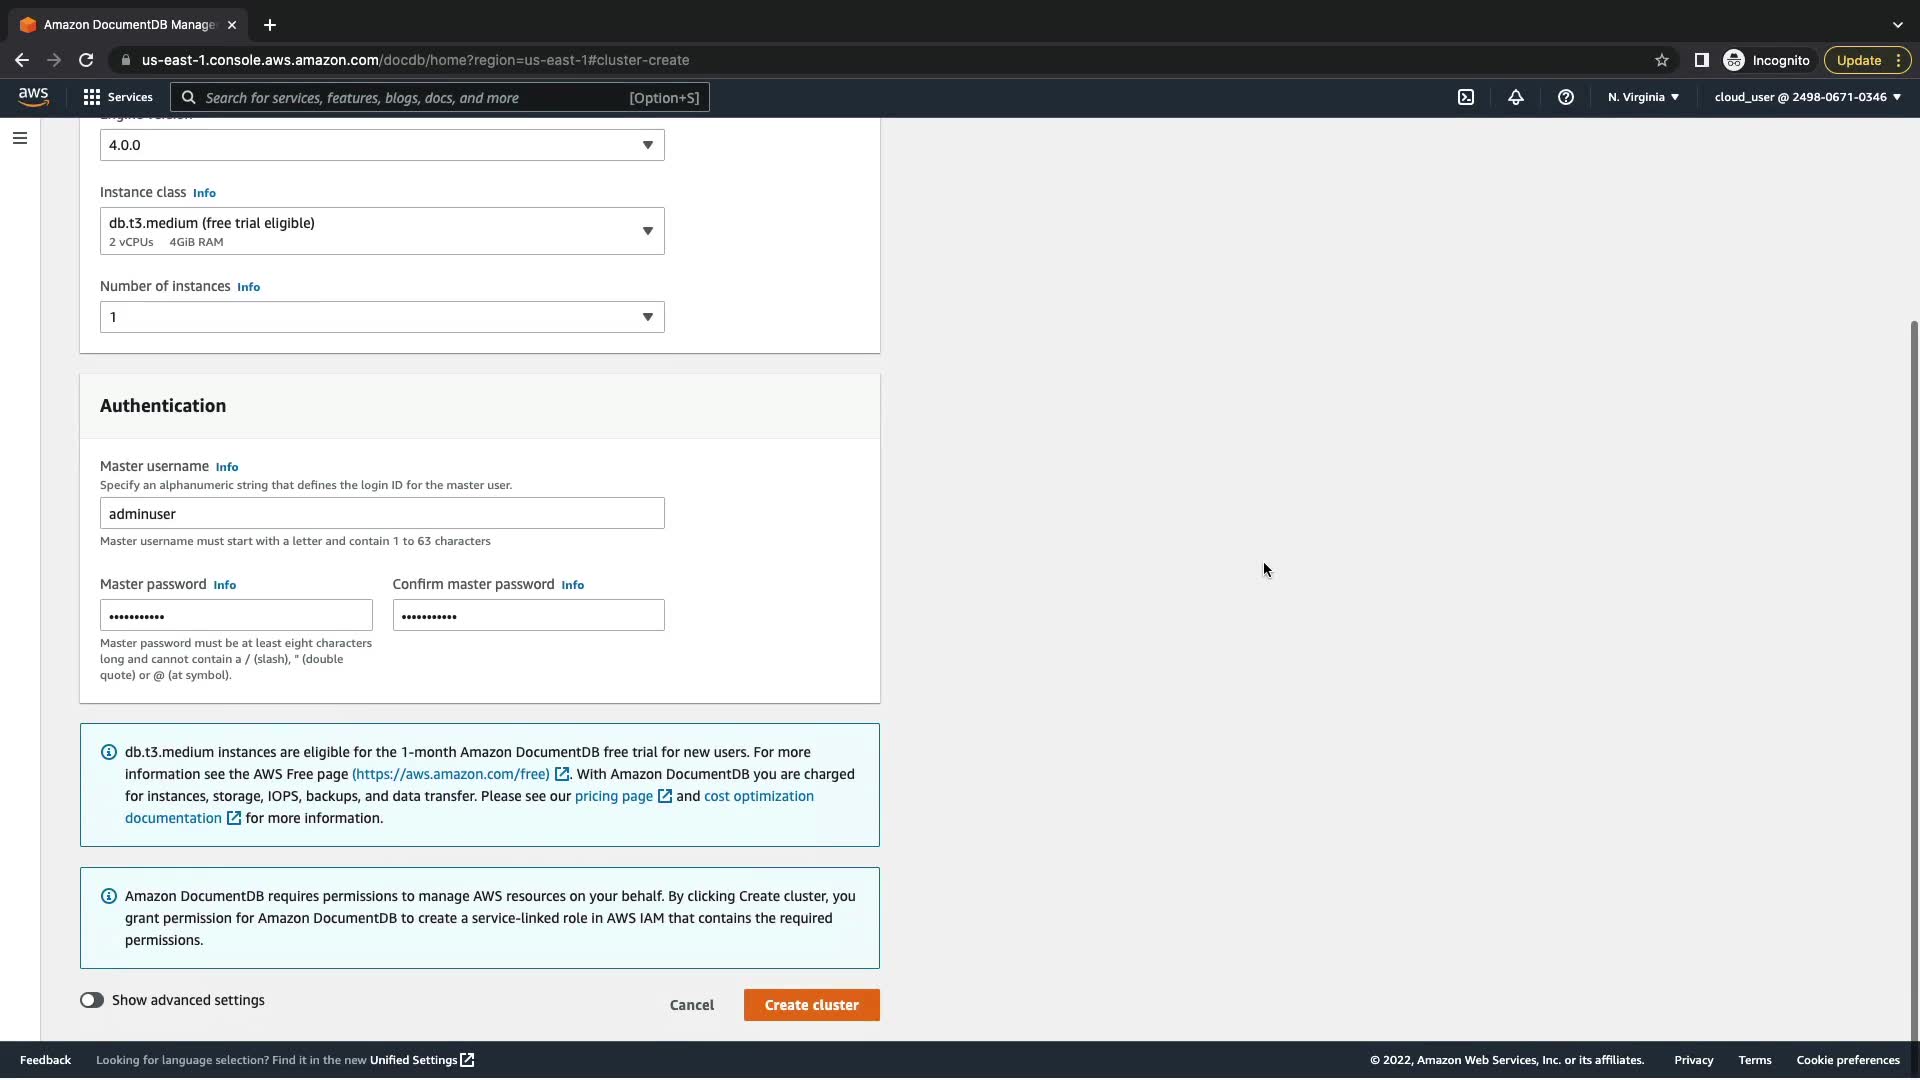 Amazon DocumentDB Manage
us-east-1.console.aws.amazon.com/docdb/home?region=us-east-1#cluster-create
Incognito
Update
aws
Services
Search for services, features, blogs, docs, and more
[Option+S]
N. Virginia
cloud_user @ 2498-0671-0346
Engine version
4.0.0
Instance class Info
db.t3.medium (free trial eligible)
2 vCPUs 4GiB RAM
Number of instances Info
1
Authentication
Master username Info
Specify an alphanumeric string that defines the login ID for the master user.
adminuser
Master username must start with a letter and contain 1 to 63 characters
Master password Info
Confirm master password Info
•••••••••••
•••••••••••
Master password must be at least eight characters
long and cannot contain a / (slash), " (double
quote) or @ (at symbol).
db.t3.medium instances are eligible for the 1-month Amazon DocumentDB free trial for new users. For more
information see the AWS Free page (https://aws.amazon.com/free). With Amazon DocumentDB you are charged
for instances, storage, IOPS, backups, and data transfer. Please see our pricing page and cost optimization
documentation for more information.
Amazon DocumentDB requires permissions to manage AWS resources on your behalf. By clicking Create cluster, you
grant permission for Amazon DocumentDB to create a service-linked role in AWS IAM that contains the required
permissions.
Show advanced settings
Cancel
Create cluster
Feedback
Looking for language selection? Find it in the new Unified Settings
© 2022, Amazon Web Services, Inc. or its affiliates.
Privacy
Terms
Cookie preferences